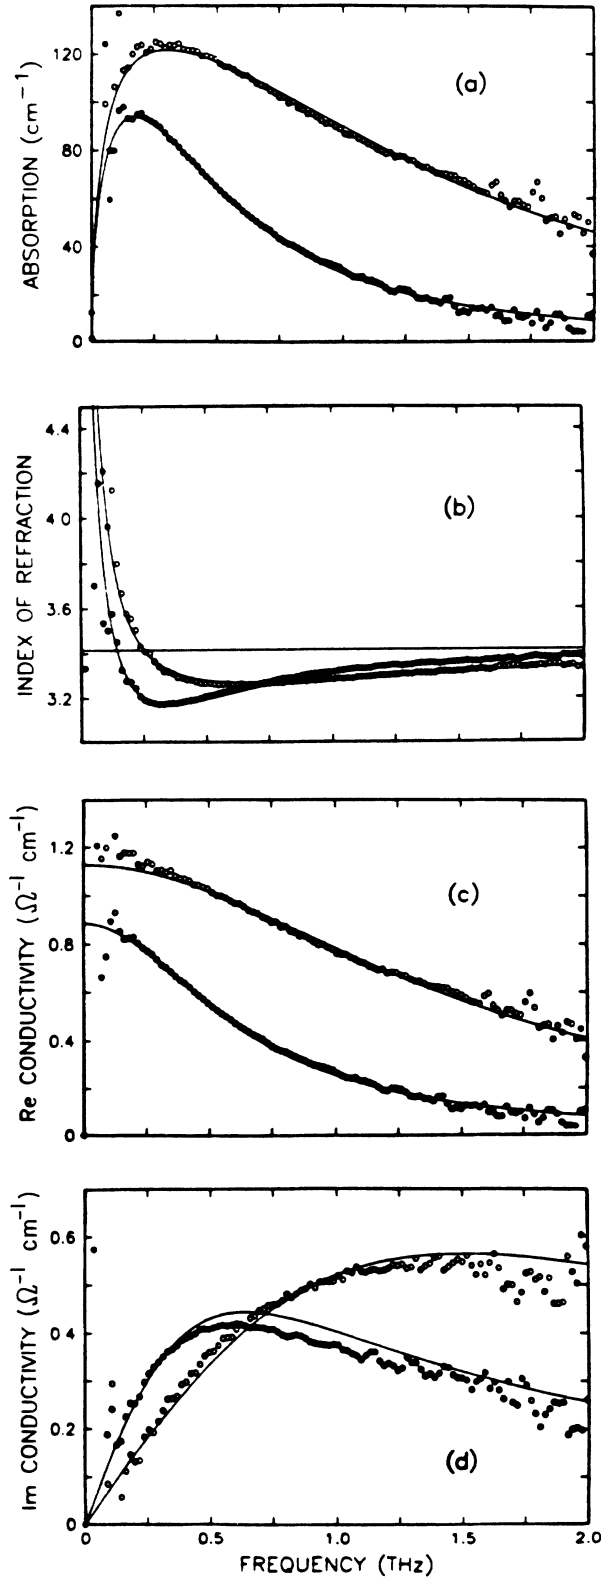 120
80
40
0
ABSORPTION (cm⁻¹)
(a)
4.4
4.0
3.6
3.2
INDEX OF REFRACTION
(b)
1.2
0.8
0.4
0
Re CONDUCTIVITY (Ω⁻¹ cm⁻¹)
(c)
0.6
0.4
0.2
0
Im CONDUCTIVITY (Ω⁻¹ cm⁻¹)
(d)
0 0.5 1.0 1.5 2.0
FREQUENCY (THz)